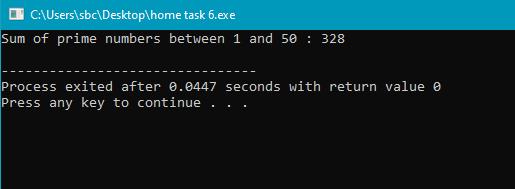 C:\Users\sbc\Desktop\home task 6.exe
Sum of prime numbers between 1 and 50 : 328
--------------------------------
Process exited after 0.0447 seconds with return value 0
Press any key to continue . . .